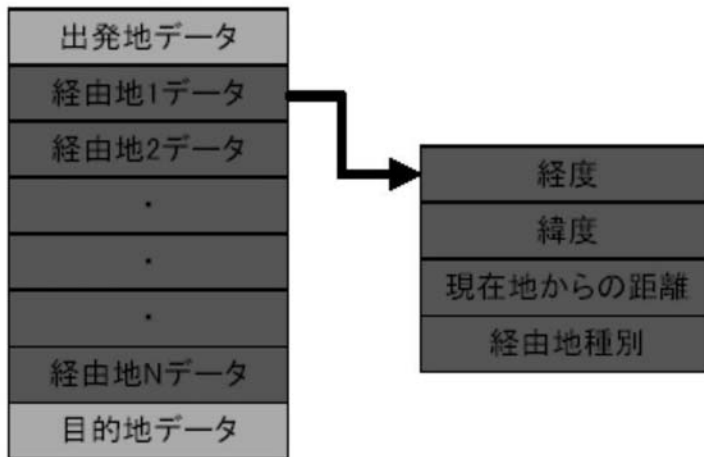 出発地データ
経由地1データ
経由地2データ
・
・
・
経由地Nデータ
目的地データ
経度
緯度
現在地からの距離
経由地種別